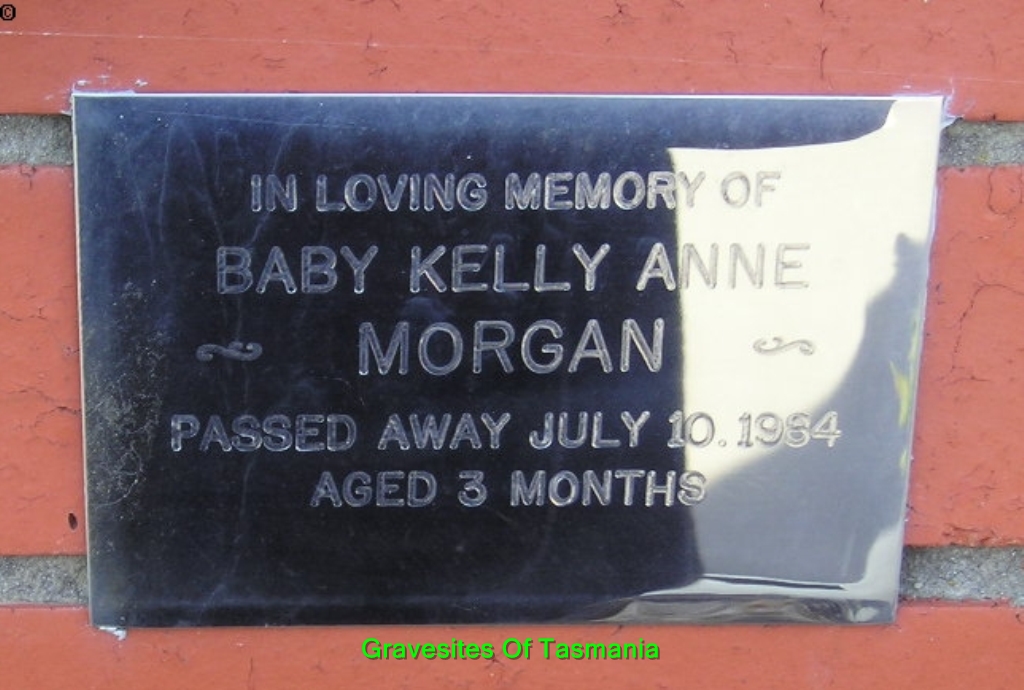 ©
IN LOVING MEMORY OF
BABY KELLY ANNE
MORGAN
PASSED AWAY JULY 10. 1984
AGED 3 MONTHS
Gravesites Of Tasmania